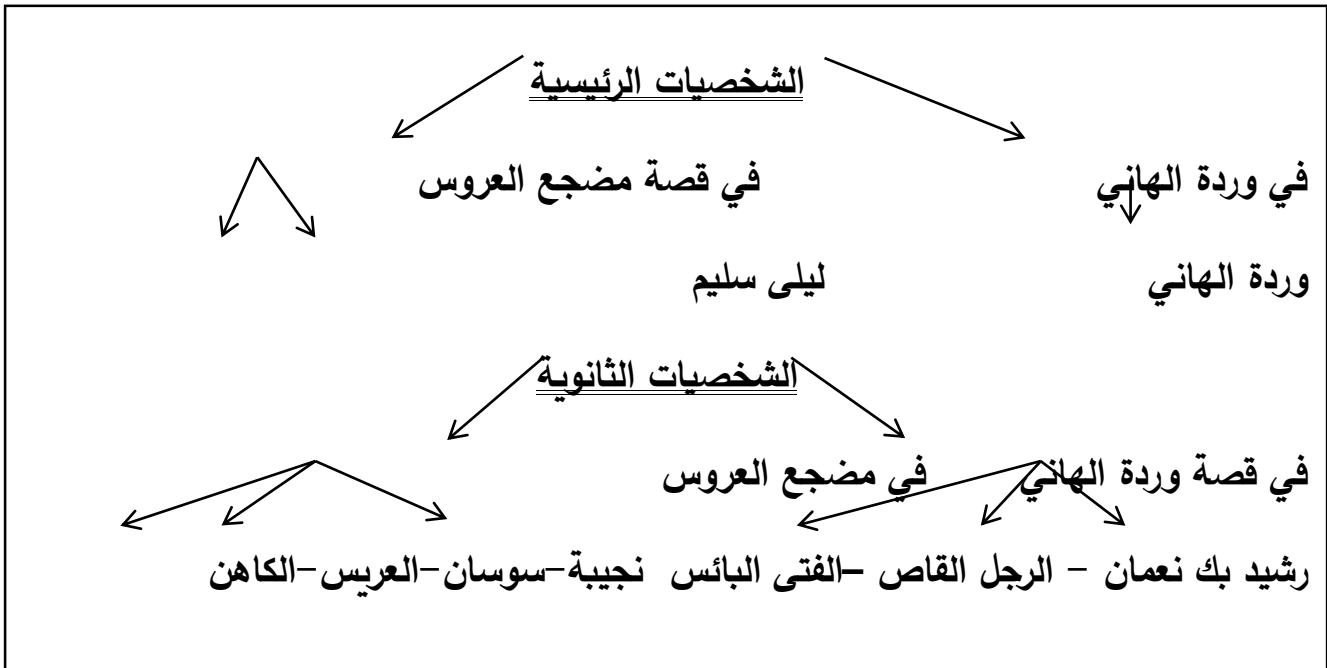 الشخصيات الرئيسية
في وردة الهاني في قصة مضجع العروس
وردة الهاني ليلى سليم
الشخصيات الثانوية
في قصة وردة الهاني في مضجع العروس
رشيد بك نعمان - الرجل القاص –الفتى البائس نجيبة-سوسان-العريس-الكاهن